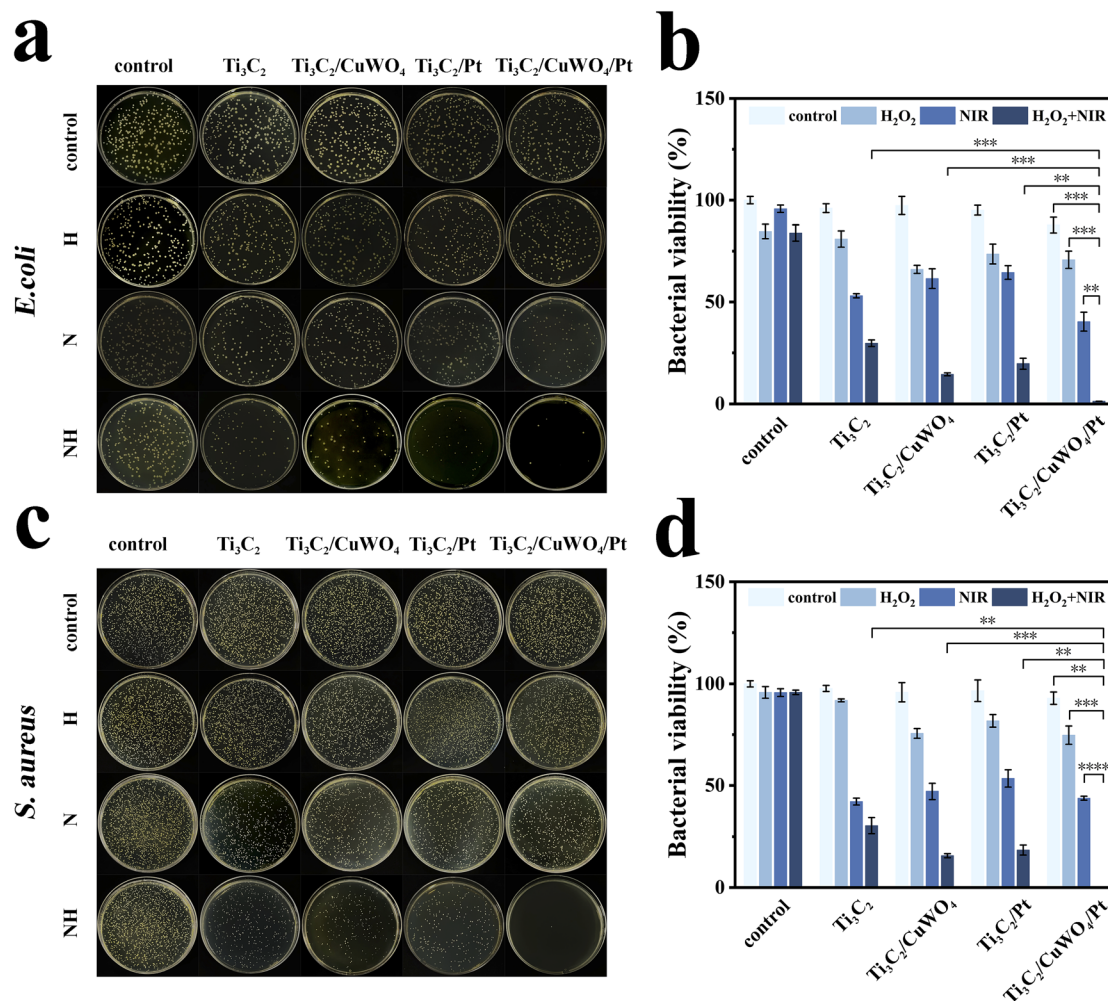 a
control Ti₃C₂ Ti₃C₂/CuWO₄ Ti₃C₂/Pt Ti₃C₂/CuWO₄/Pt
E.coli
control
H
N
NH
b
Bacterial viability (%)
150
100
50
0
control H₂O₂ NIR H₂O₂+NIR
***
***
**
***
***
**
control Ti₃C₂ Ti₃C₂/CuWO₄ Ti₃C₂/Pt Ti₃C₂/CuWO₄/Pt
c
control Ti₃C₂ Ti₃C₂/CuWO₄ Ti₃C₂/Pt Ti₃C₂/CuWO₄/Pt
S. aureus
control
H
N
NH
d
Bacterial viability (%)
150
100
50
0
control H₂O₂ NIR H₂O₂+NIR
**
***
**
**
***
****
control Ti₃C₂ Ti₃C₂/CuWO₄ Ti₃C₂/Pt Ti₃C₂/CuWO₄/Pt